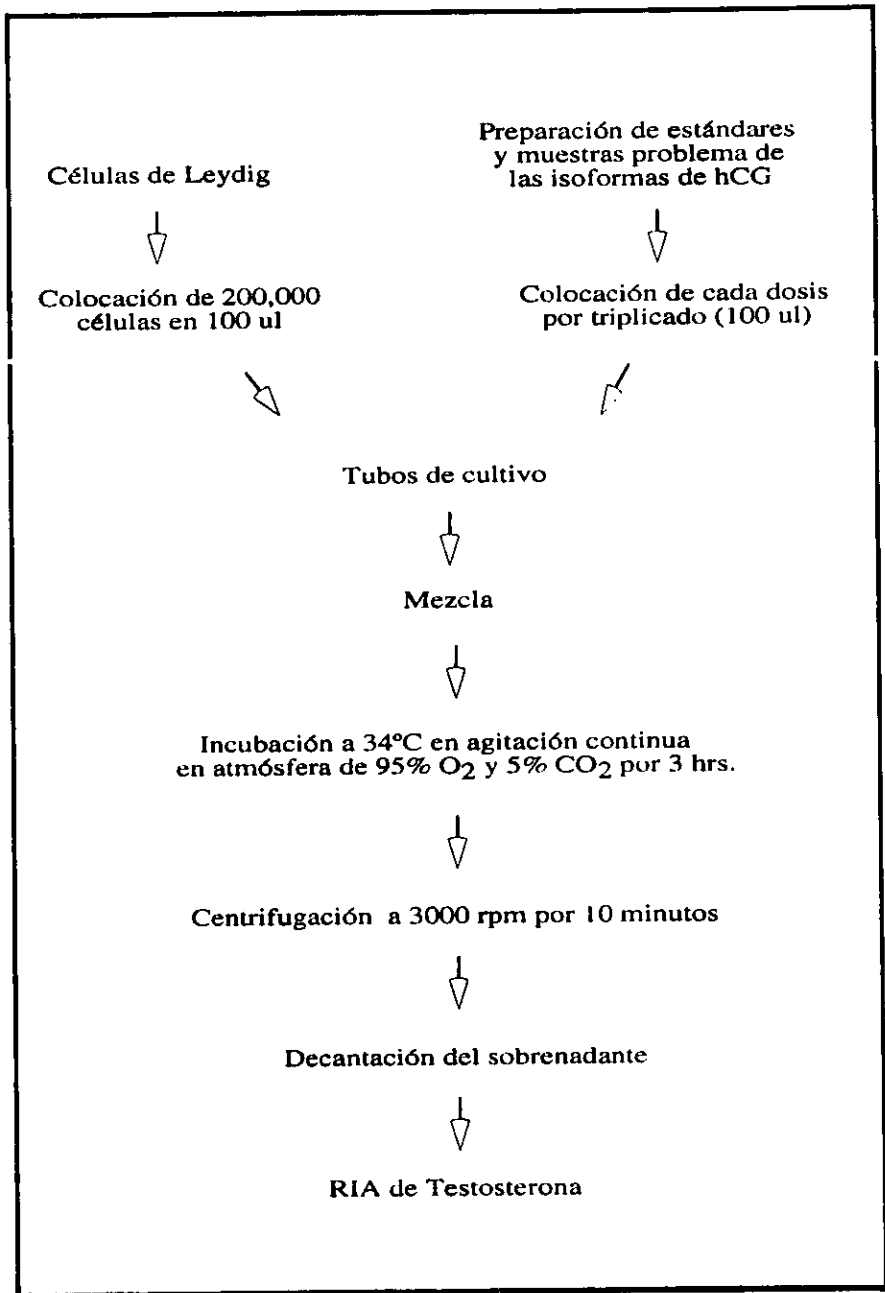 Células de Leydig
Preparación de estándares
y muestras problema de
las isoformas de hCG
Colocación de 200,000
células en 100 ul
Colocación de cada dosis
por triplicado (100 ul)
Tubos de cultivo
Mezcla
Incubación a 34°C en agitación continua
en atmósfera de 95% O2 y 5% CO2 por 3 hrs.
Centrifugación a 3000 rpm por 10 minutos
Decantación del sobrenadante
RIA de Testosterona